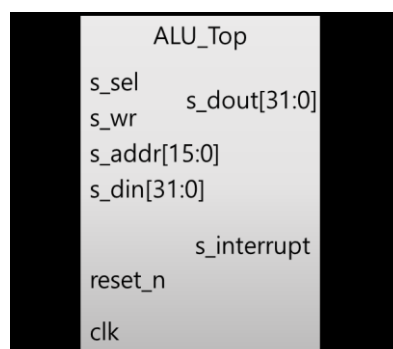 ALU_Top
s_sel
s_dout[31:0]
s_wr
s_addr[15:0]
s_din[31:0]
s_interrupt
reset_n
clk